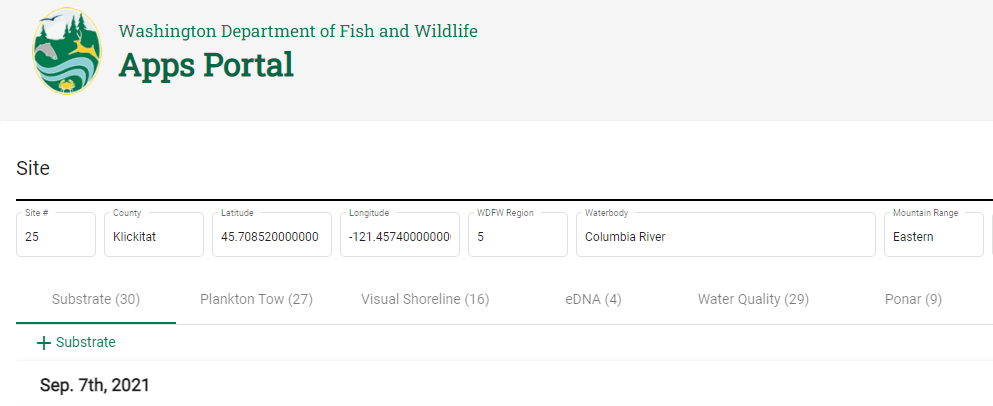 Washington Department of Fish and Wildlife
Apps Portal
Site
Site # County Latitude Longitude WDFW Region Waterbody Mountain Range
25 Klickitat 45.708520000000 -121.45740000000 5 Columbia River Eastern
Substrate (30) Plankton Tow (27) Visual Shoreline (16) eDNA (4) Water Quality (29) Ponar (9)
+ Substrate
Sep. 7th, 2021